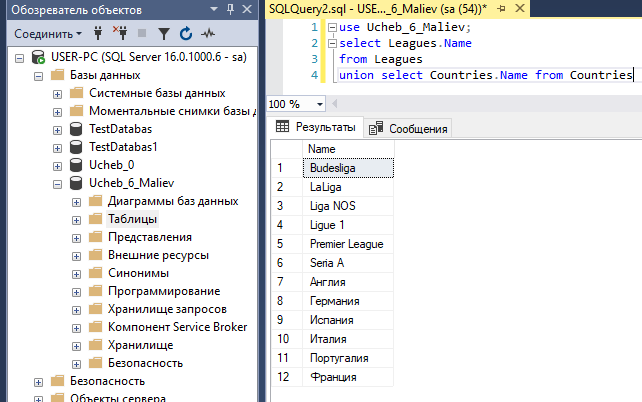 Обозреватель объектов
Соединить
USER-PC (SQL Server 16.0.1000.6 - sa)
Базы данных
Системные базы данных
Моментальные снимки базы д
TestDatabas
TestDatabas1
Ucheb_0
Ucheb_6_Maliev
Диаграммы баз данных
Таблицы
Представления
Внешние ресурсы
Синонимы
Программирование
Хранилище запросов
Компонент Service Broker
Хранилище
Безопасность
Безопасность
Объекты сервера
SQLQuery2.sql - USE..._6_Maliev (sa (54))*
1 use Ucheb_6_Maliev;
2 select Leagues.Name
3 from Leagues
4 union select Countries.Name from Countries
100 %
Результаты Сообщения
Name
1 Budesliga
2 LaLiga
3 Liga NOS
4 Ligue 1
5 Premier League
6 Seria A
7 Англия
8 Германия
9 Испания
10 Италия
11 Португалия
12 Франция